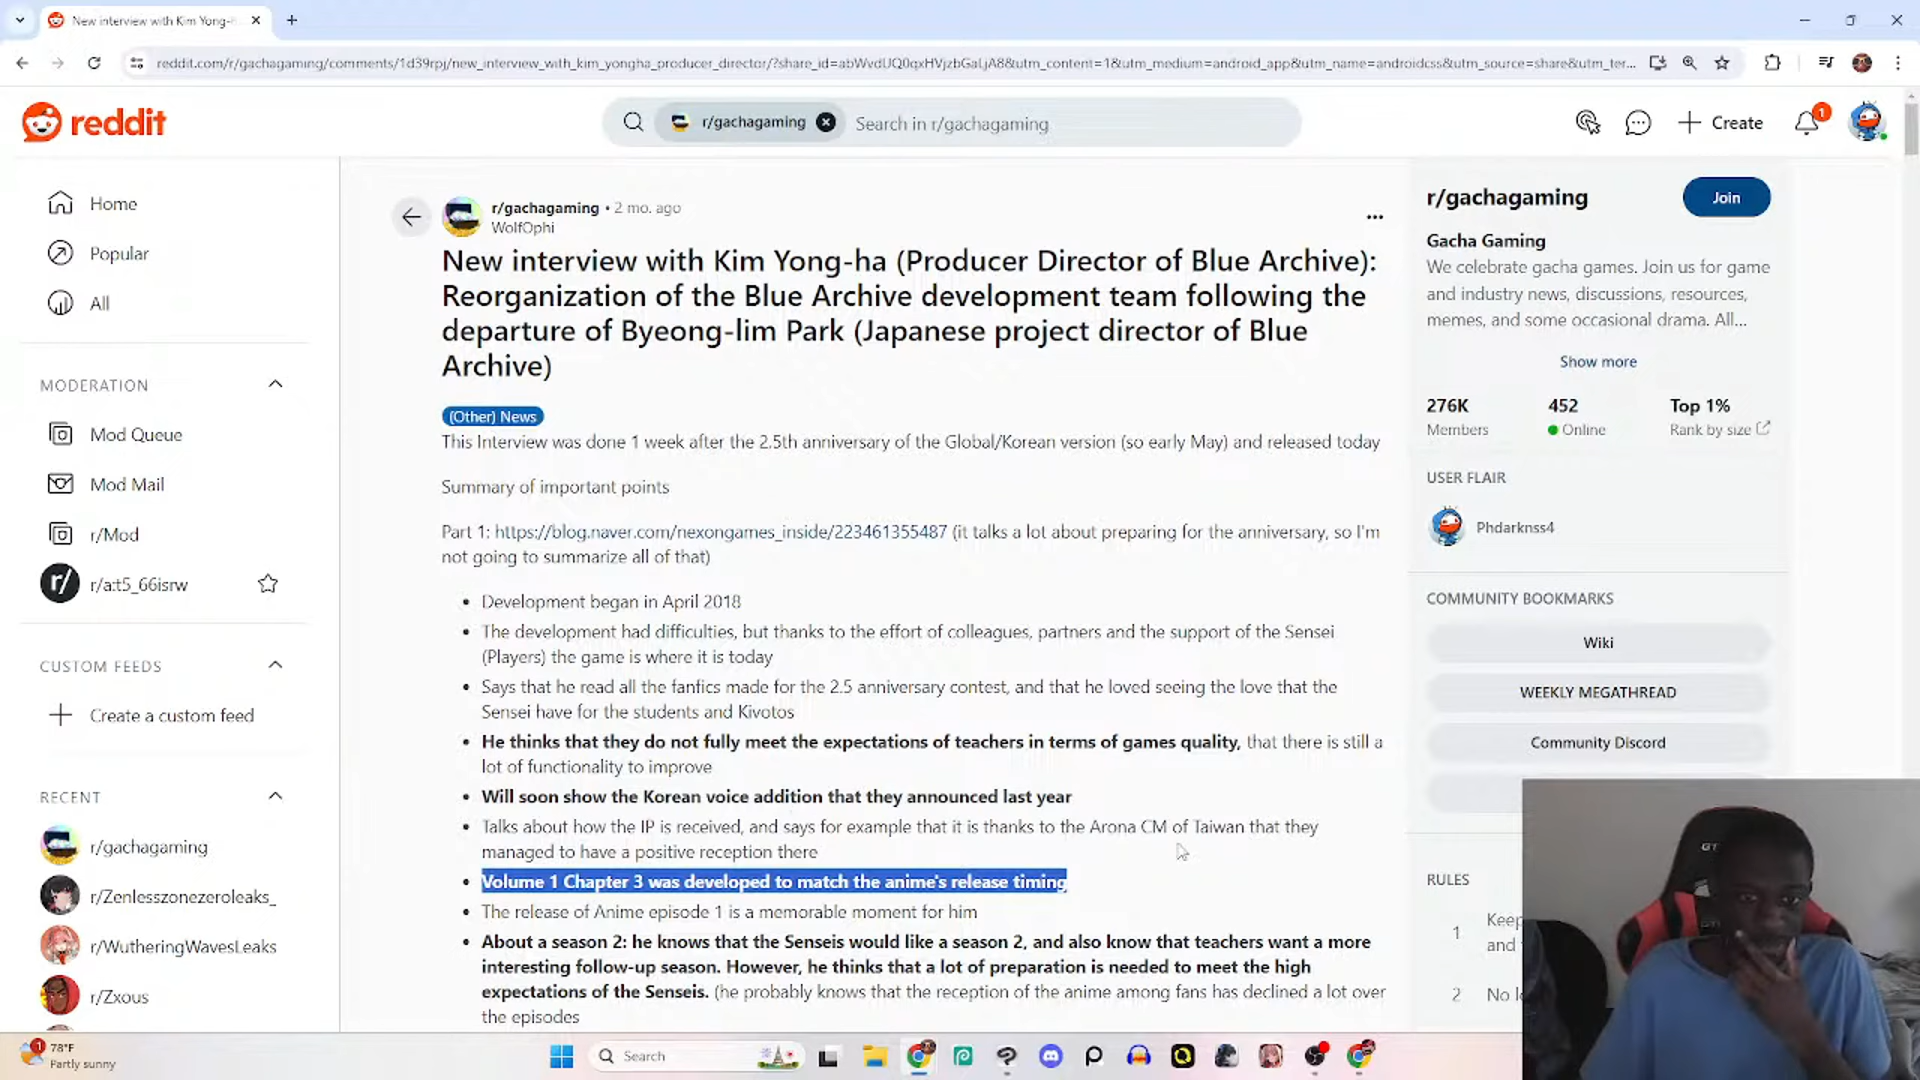 New interview with Kim Yong-h
reddit.com/r/gachagaming/comments/1d39rpj/new_interview_with_kim_yongha_producer_director/?share_id=abWvdUQ0qxHVjzbGaLjA8&utm_content=1&utm_medium=android_app&utm_name=androidcss&utm_source=share&utm_ter...
reddit
r/gachagaming
Search in r/gachagaming
Create
1
Home
Popular
All
MODERATION
Mod Queue
Mod Mail
r/Mod
r/
r/a:t5_66isrw
CUSTOM FEEDS
Create a custom feed
RECENT
r/gachagaming
r/Zenlesszonezeroleaks_
r/WutheringWavesLeaks
r/Zxous
r/gachagaming • 2 mo. ago
WolfOphi
New interview with Kim Yong-ha (Producer Director of Blue Archive):
Reorganization of the Blue Archive development team following the
departure of Byeong-lim Park (Japanese project director of Blue
Archive)
(Other) News
This Interview was done 1 week after the 2.5th anniversary of the Global/Korean version (so early May) and released today
Summary of important points
Part 1: https://blog.naver.com/nexongames_inside/223461355487 (it talks a lot about preparing for the anniversary, so I'm
not going to summarize all of that)
• Development began in April 2018
• The development had difficulties, but thanks to the effort of colleagues, partners and the support of the Sensei
(Players) the game is where it is today
• Says that he read all the fanfics made for the 2.5 anniversary contest, and that he loved seeing the love that the
Sensei have for the students and Kivotos
• He thinks that they do not fully meet the expectations of teachers in terms of games quality, that there is still a
lot of functionality to improve
• Will soon show the Korean voice addition that they announced last year
• Talks about how the IP is received, and says for example that it is thanks to the Arona CM of Taiwan that they
managed to have a positive reception there
• Volume 1 Chapter 3 was developed to match the anime's release timing
• The release of Anime episode 1 is a memorable moment for him
• About a season 2: he knows that the Senseis would like a season 2, and also know that teachers want a more
interesting follow-up season. However, he thinks that a lot of preparation is needed to meet the high
expectations of the Senseis. (he probably knows that the reception of the anime among fans has declined a lot over
the episodes
r/gachagaming
Join
Gacha Gaming
We celebrate gacha games. Join us for game
and industry news, discussions, resources,
memes, and some occasional drama. All...
Show more
276K
452
Top 1%
Members
Online
Rank by size
USER FLAIR
Phdarknss4
COMMUNITY BOOKMARKS
Wiki
WEEKLY MEGATHREAD
Community Discord
RULES
1
Keep
and
2
No
GT
1
78°F
Partly sunny
Search